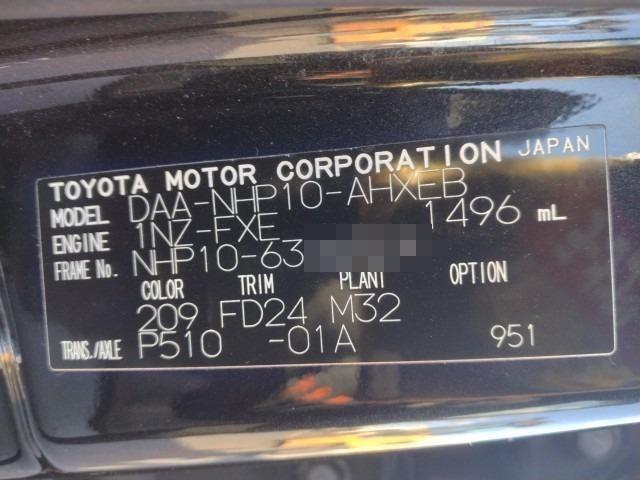 TOYOTA MOTOR CORPORATION JAPAN
MODEL DAA-NHP10-AHXEB
ENGINE 1NZ-FXE 1496 mL
FRAME No. NHP10-63
COLOR TRIM PLANT OPTION
209 FD24 M32
TRANS./AXLE P510 -01A 951